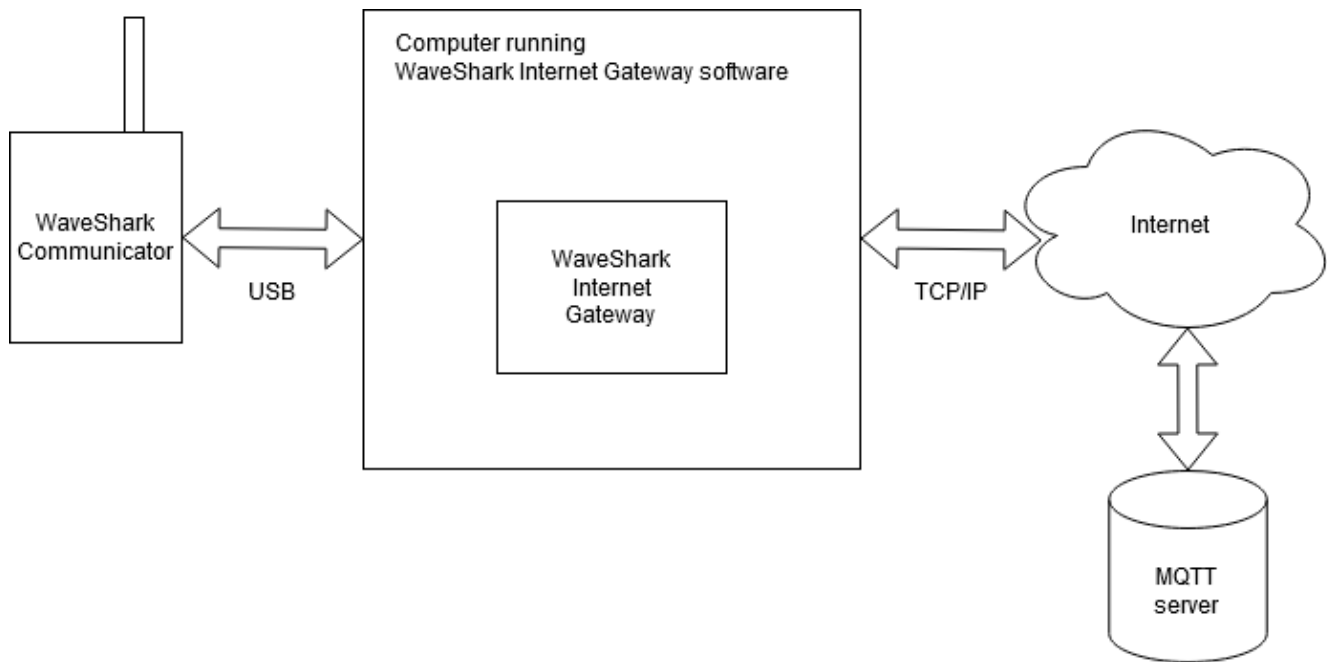 Computer running
WaveShark Internet Gateway software
WaveShark
Communicator
USB
WaveShark
Internet
Gateway
TCP/IP
Internet
MQTT
server